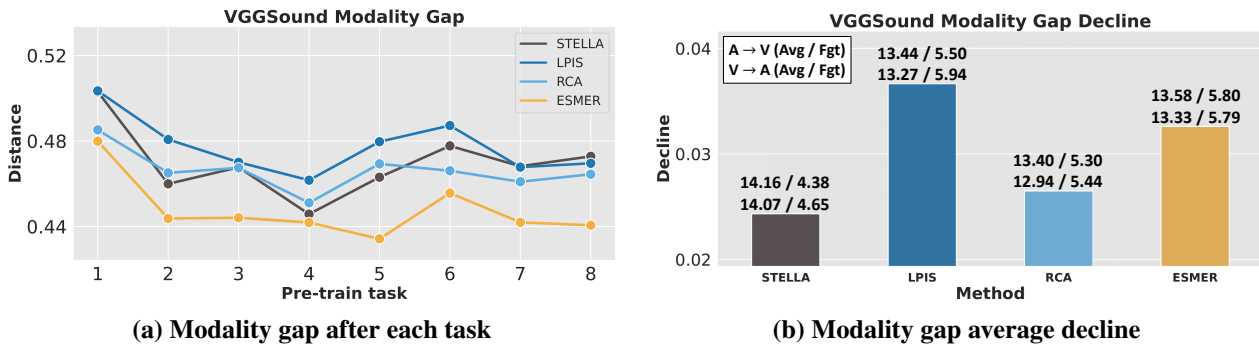 VGGSound Modality Gap
0.52
0.48
0.44
Distance
STELLA
LPIS
RCA
ESMER
1 2 3 4 5 6 7 8
Pre-train task
(a) Modality gap after each task
VGGSound Modality Gap Decline
0.04
0.03
0.02
Decline
A → V (Avg / Fgt)
V → A (Avg / Fgt)
14.16 / 4.38
14.07 / 4.65
13.44 / 5.50
13.27 / 5.94
13.40 / 5.30
12.94 / 5.44
13.58 / 5.80
13.33 / 5.79
STELLA LPIS RCA ESMER
Method
(b) Modality gap average decline